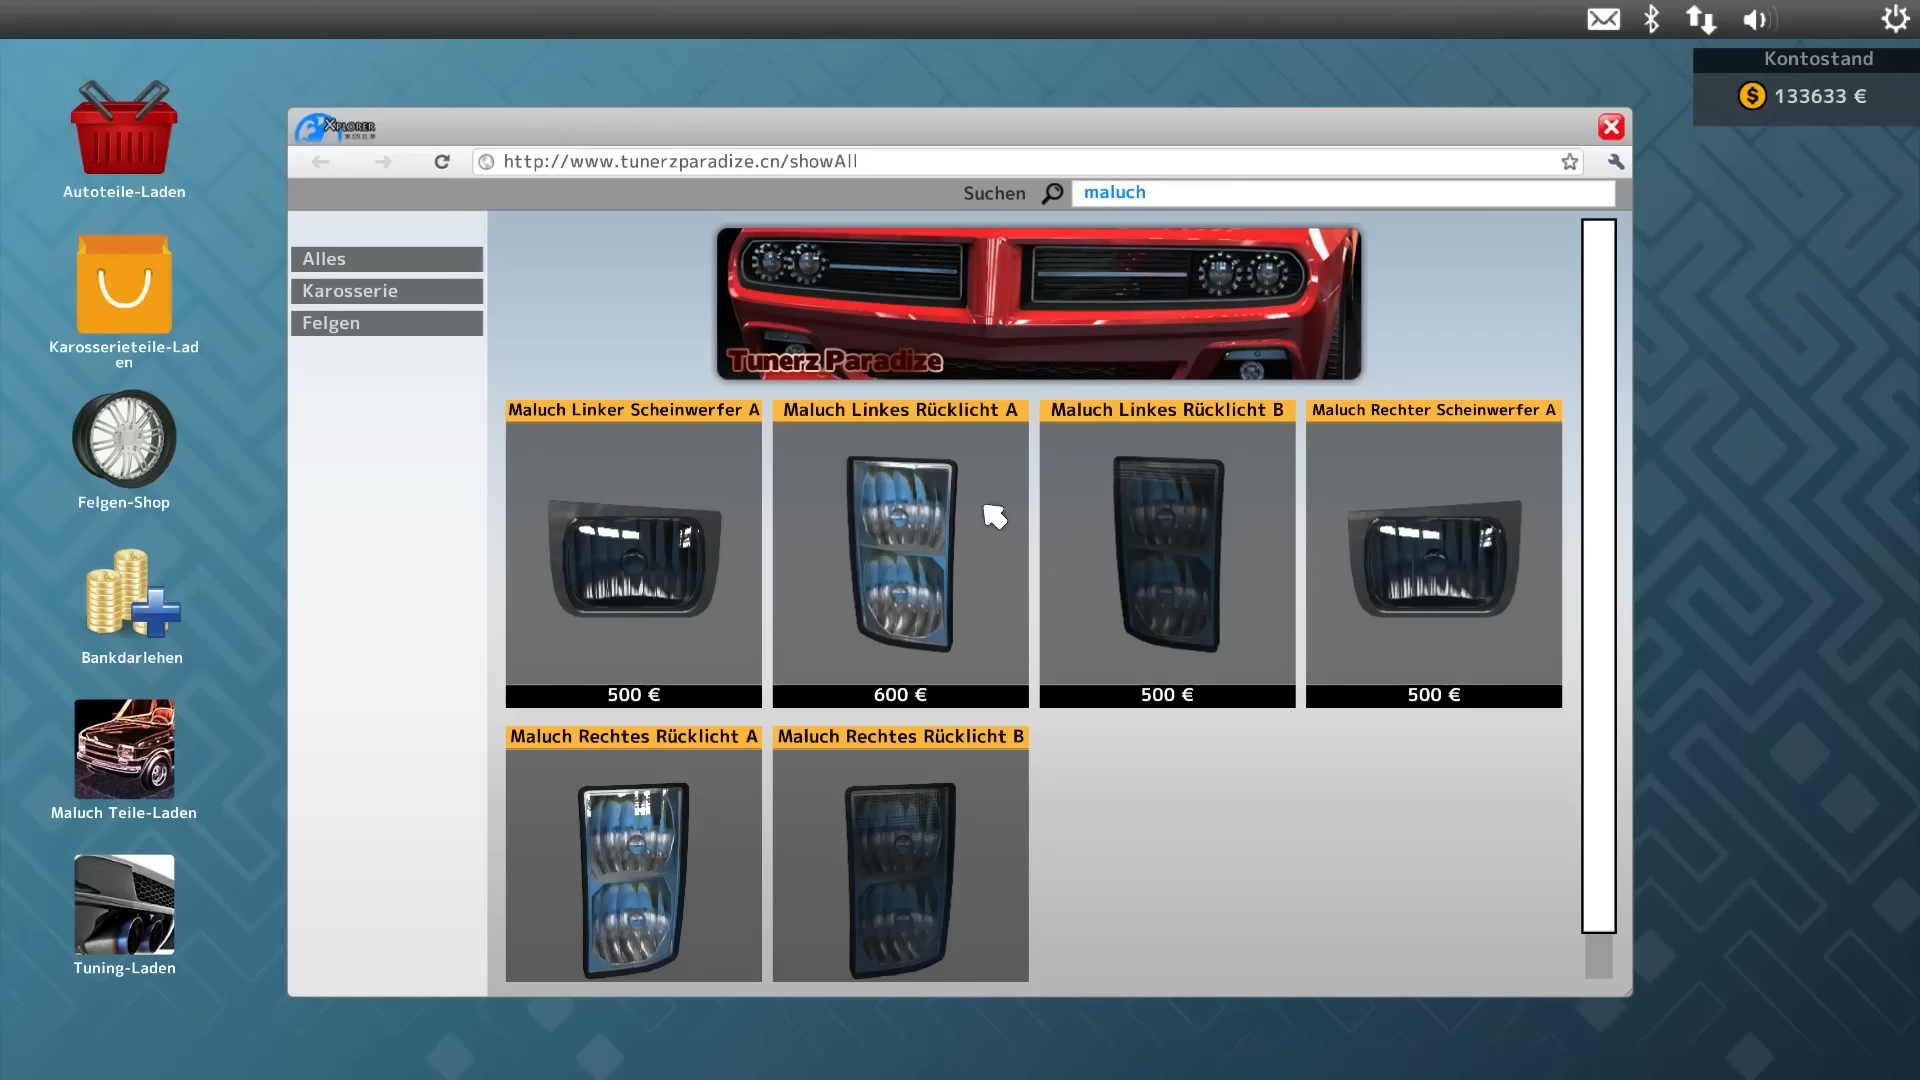 Kontostand
133633 €
Autoteile-Laden
Karosserieteile-Lad
en
Felgen-Shop
Bankdarlehen
Maluch Teile-Laden
Tuning-Laden
XPLORER
http://www.tunerzparadize.cn/showAll
Suchen
maluch
Alles
Karosserie
Felgen
Tunerz Paradize
Maluch Linker Scheinwerfer A
500 €
Maluch Linkes Rücklicht A
600 €
Maluch Linkes Rücklicht B
500 €
Maluch Rechter Scheinwerfer A
500 €
Maluch Rechtes Rücklicht A
Maluch Rechtes Rücklicht B